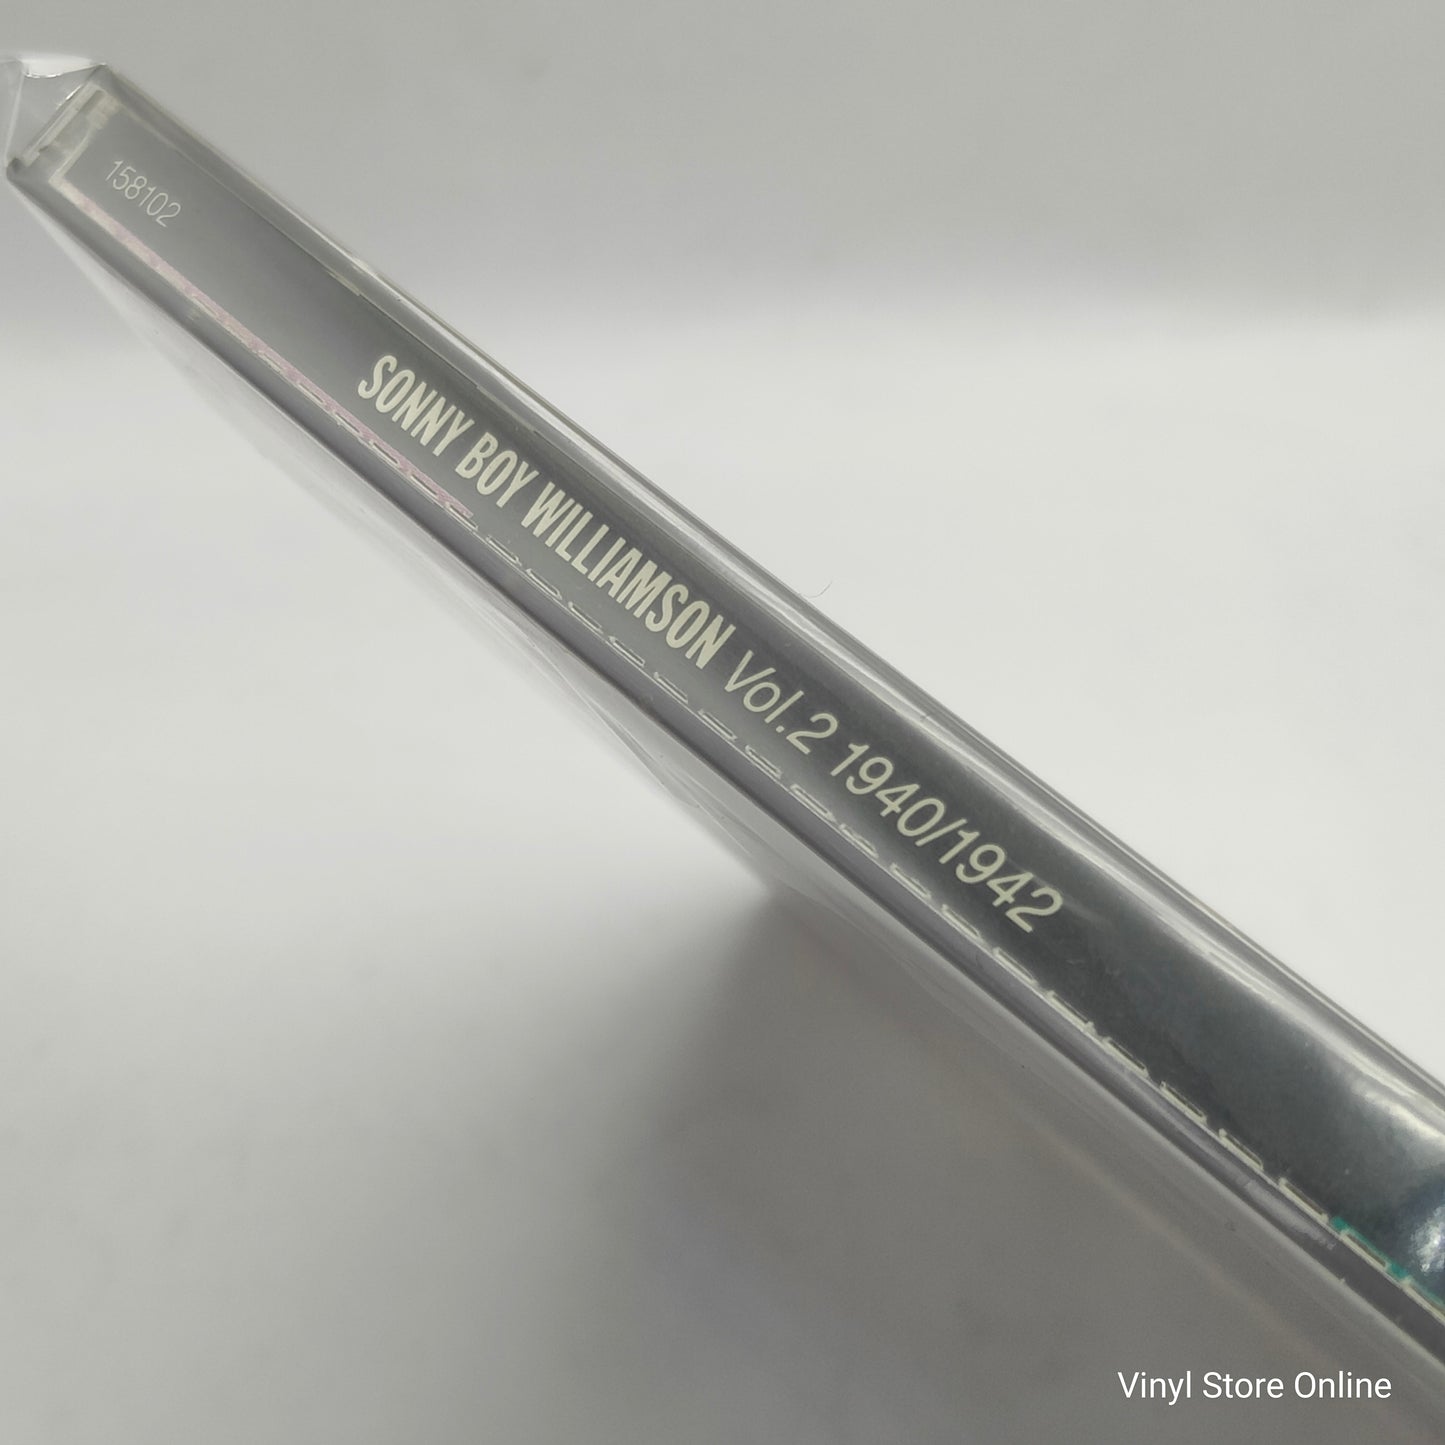 158102
SONNY BOY WILLIAMSON Vol.2 1940/1942
Vinyl Store Online